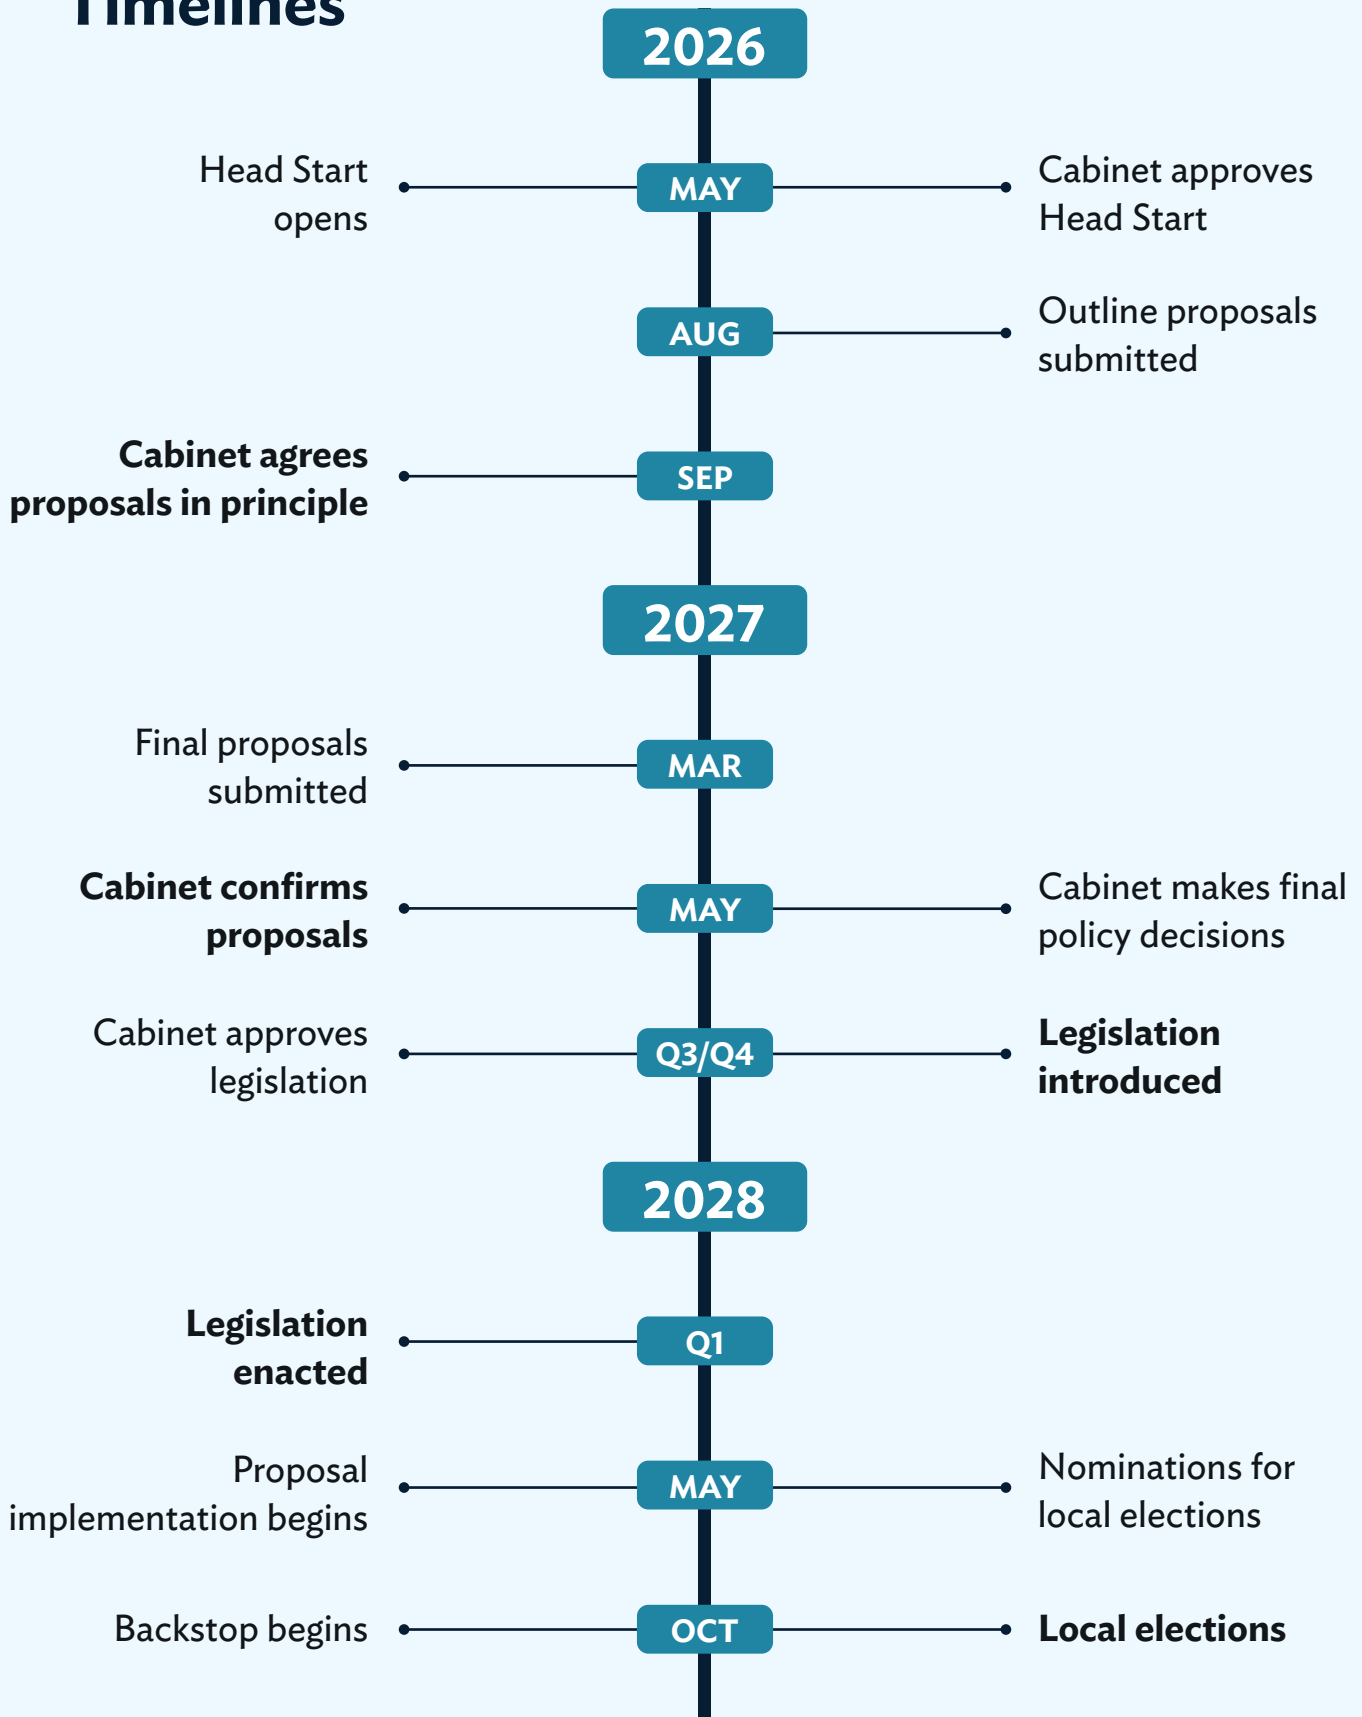 Timelines
2026
Head Start
opens
MAY
Cabinet approves
Head Start
AUG
Outline proposals
submitted
Cabinet agrees
proposals in principle
SEP
2027
Final proposals
submitted
MAR
Cabinet confirms
proposals
MAY
Cabinet makes final
policy decisions
Cabinet approves
legislation
Q3/Q4
Legislation
introduced
2028
Legislation
enacted
Q1
Proposal
implementation begins
MAY
Nominations for
local elections
Backstop begins
OCT
Local elections